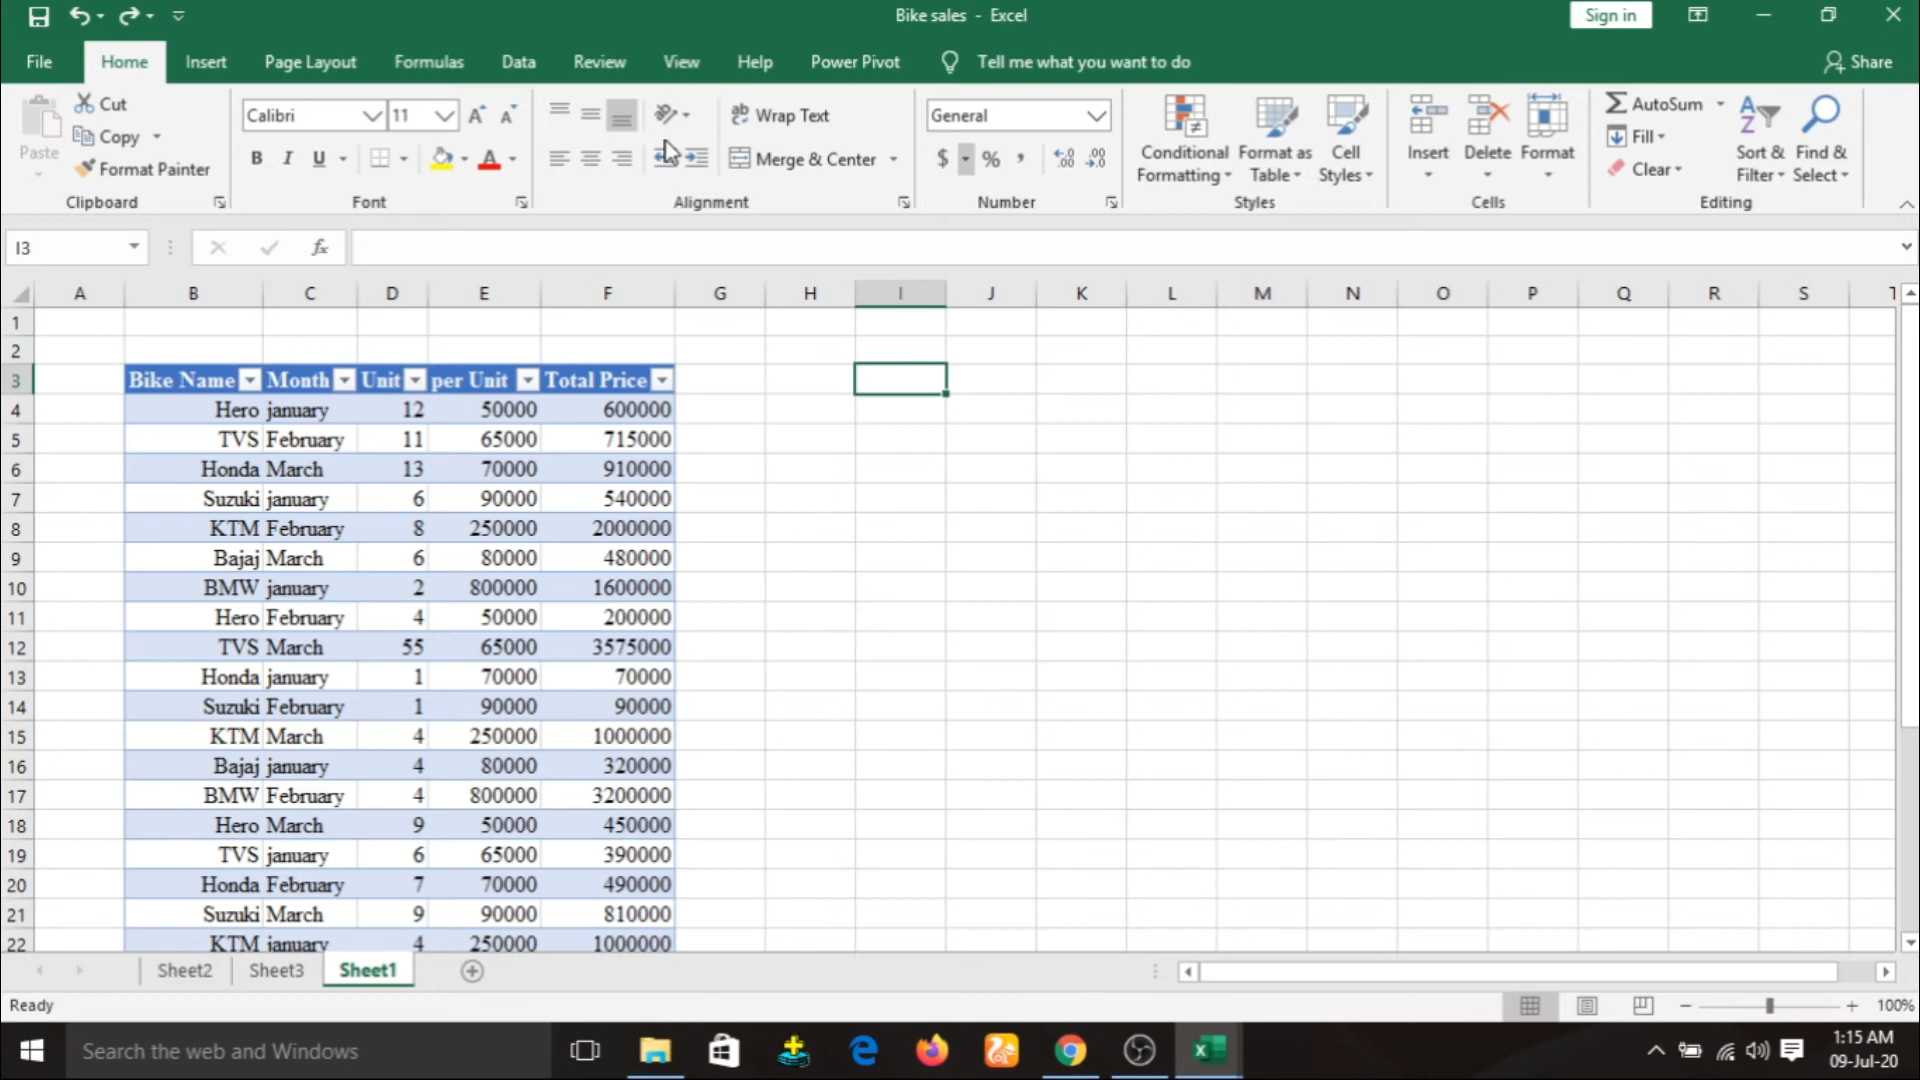 Bike sales - Excel
Sign in
File Home Insert Page Layout Formulas Data Review View Help Power Pivot Tell me what you want to do Share
Paste
Cut
Copy
Format Painter
Clipboard
Calibri 11
B I U
Font
Wrap Text
Merge & Center
Alignment
General
$ % ,
Number
Conditional Formatting
Format as Table
Cell Styles
Styles
Insert Delete Format
Cells
AutoSum
Fill
Clear
Sort & Filter
Find & Select
Editing
I3 fx
A B C D E F G H I J K L M N O P Q R S T
1
2
3 Bike Name Month Unit per Unit Total Price
4 Hero january 12 50000 600000
5 TVS February 11 65000 715000
6 Honda March 13 70000 910000
7 Suzuki january 6 90000 540000
8 KTM February 8 250000 2000000
9 Bajaj March 6 80000 480000
10 BMW january 2 800000 1600000
11 Hero February 4 50000 200000
12 TVS March 55 65000 3575000
13 Honda january 1 70000 70000
14 Suzuki February 1 90000 90000
15 KTM March 4 250000 1000000
16 Bajaj january 4 80000 320000
17 BMW February 4 800000 3200000
18 Hero March 9 50000 450000
19 TVS january 6 65000 390000
20 Honda February 7 70000 490000
21 Suzuki March 9 90000 810000
22 KTM january 4 250000 1000000
Sheet2 Sheet3 Sheet1
Ready 100%
Search the web and Windows
1:15 AM
09-Jul-20